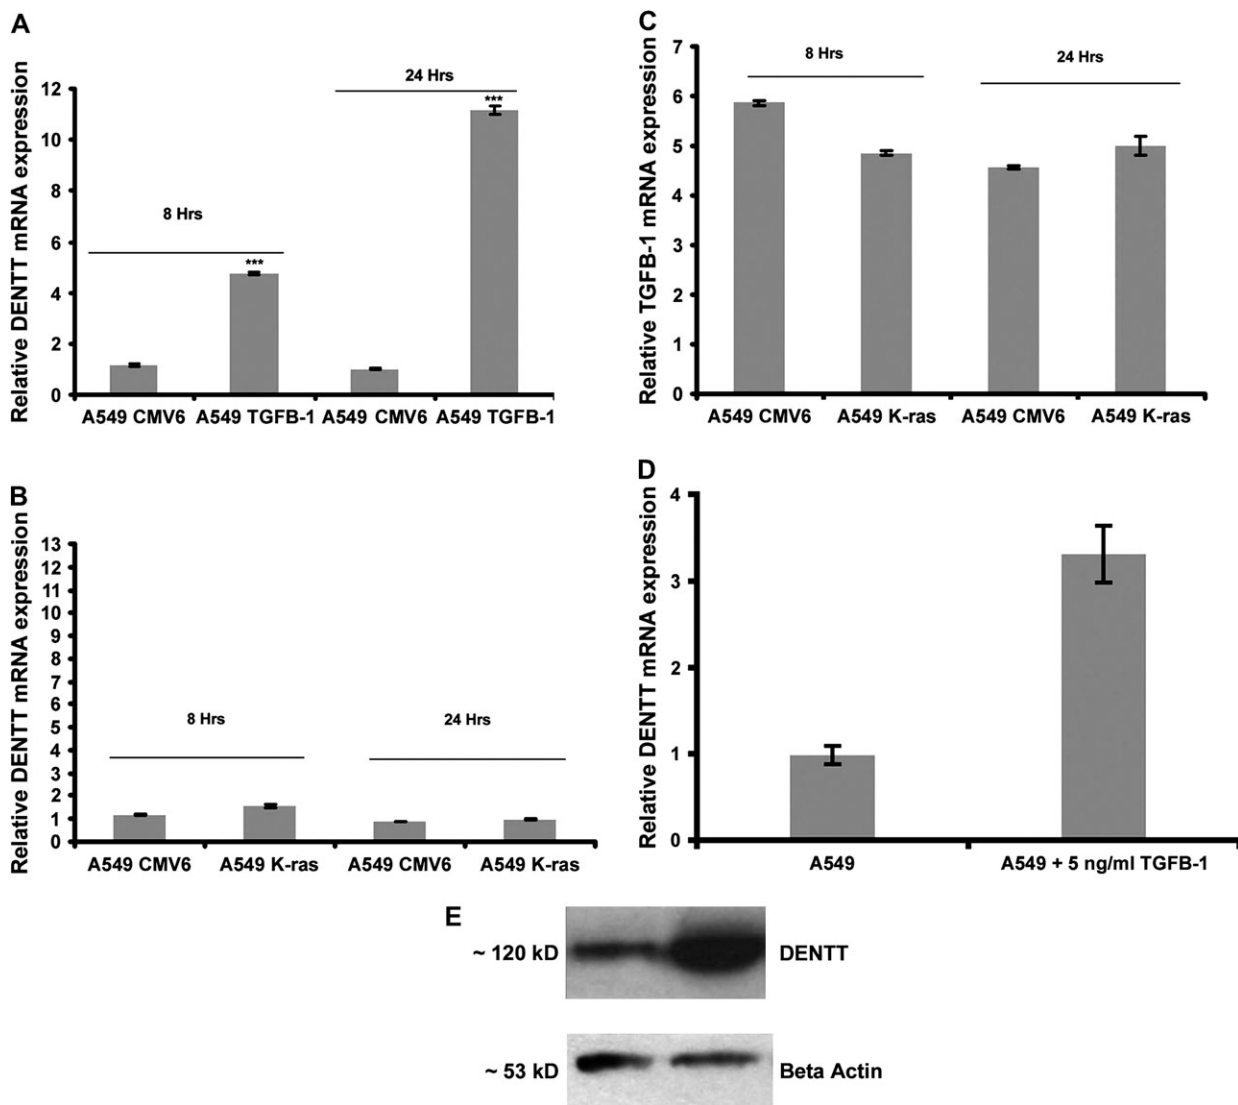 A
Relative DENTT mRNA expression
12
10
8
6
4
2
0
8 Hrs
24 Hrs
***
***
A549 CMV6 A549 TGFB-1 A549 CMV6 A549 TGFB-1
B
Relative DENTT mRNA expression
13
12
11
10
9
8
7
6
5
4
3
2
1
0
8 Hrs
24 Hrs
A549 CMV6 A549 K-ras A549 CMV6 A549 K-ras
C
Relative TGFB-1 mRNA expression
7
6
5
4
3
2
1
0
8 Hrs
24 Hrs
A549 CMV6 A549 K-ras A549 CMV6 A549 K-ras
D
Relative DENTT mRNA expression
4
3
2
1
0
A549 A549 + 5 ng/ml TGFB-1
E
~ 120 kD DENTT
~ 53 kD Beta Actin